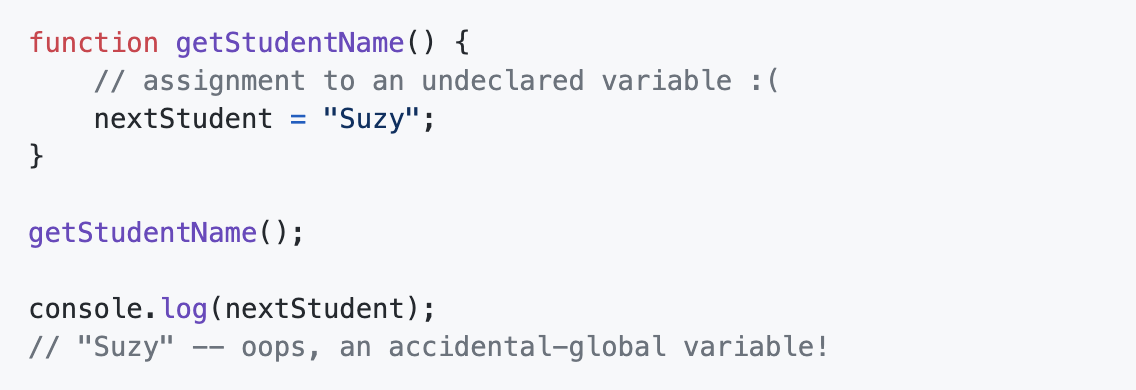 function getStudentName() {
    // assignment to an undeclared variable :(
    nextStudent = "Suzy";
}

getStudentName();

console.log(nextStudent);
// "Suzy" -- oops, an accidental-global variable!